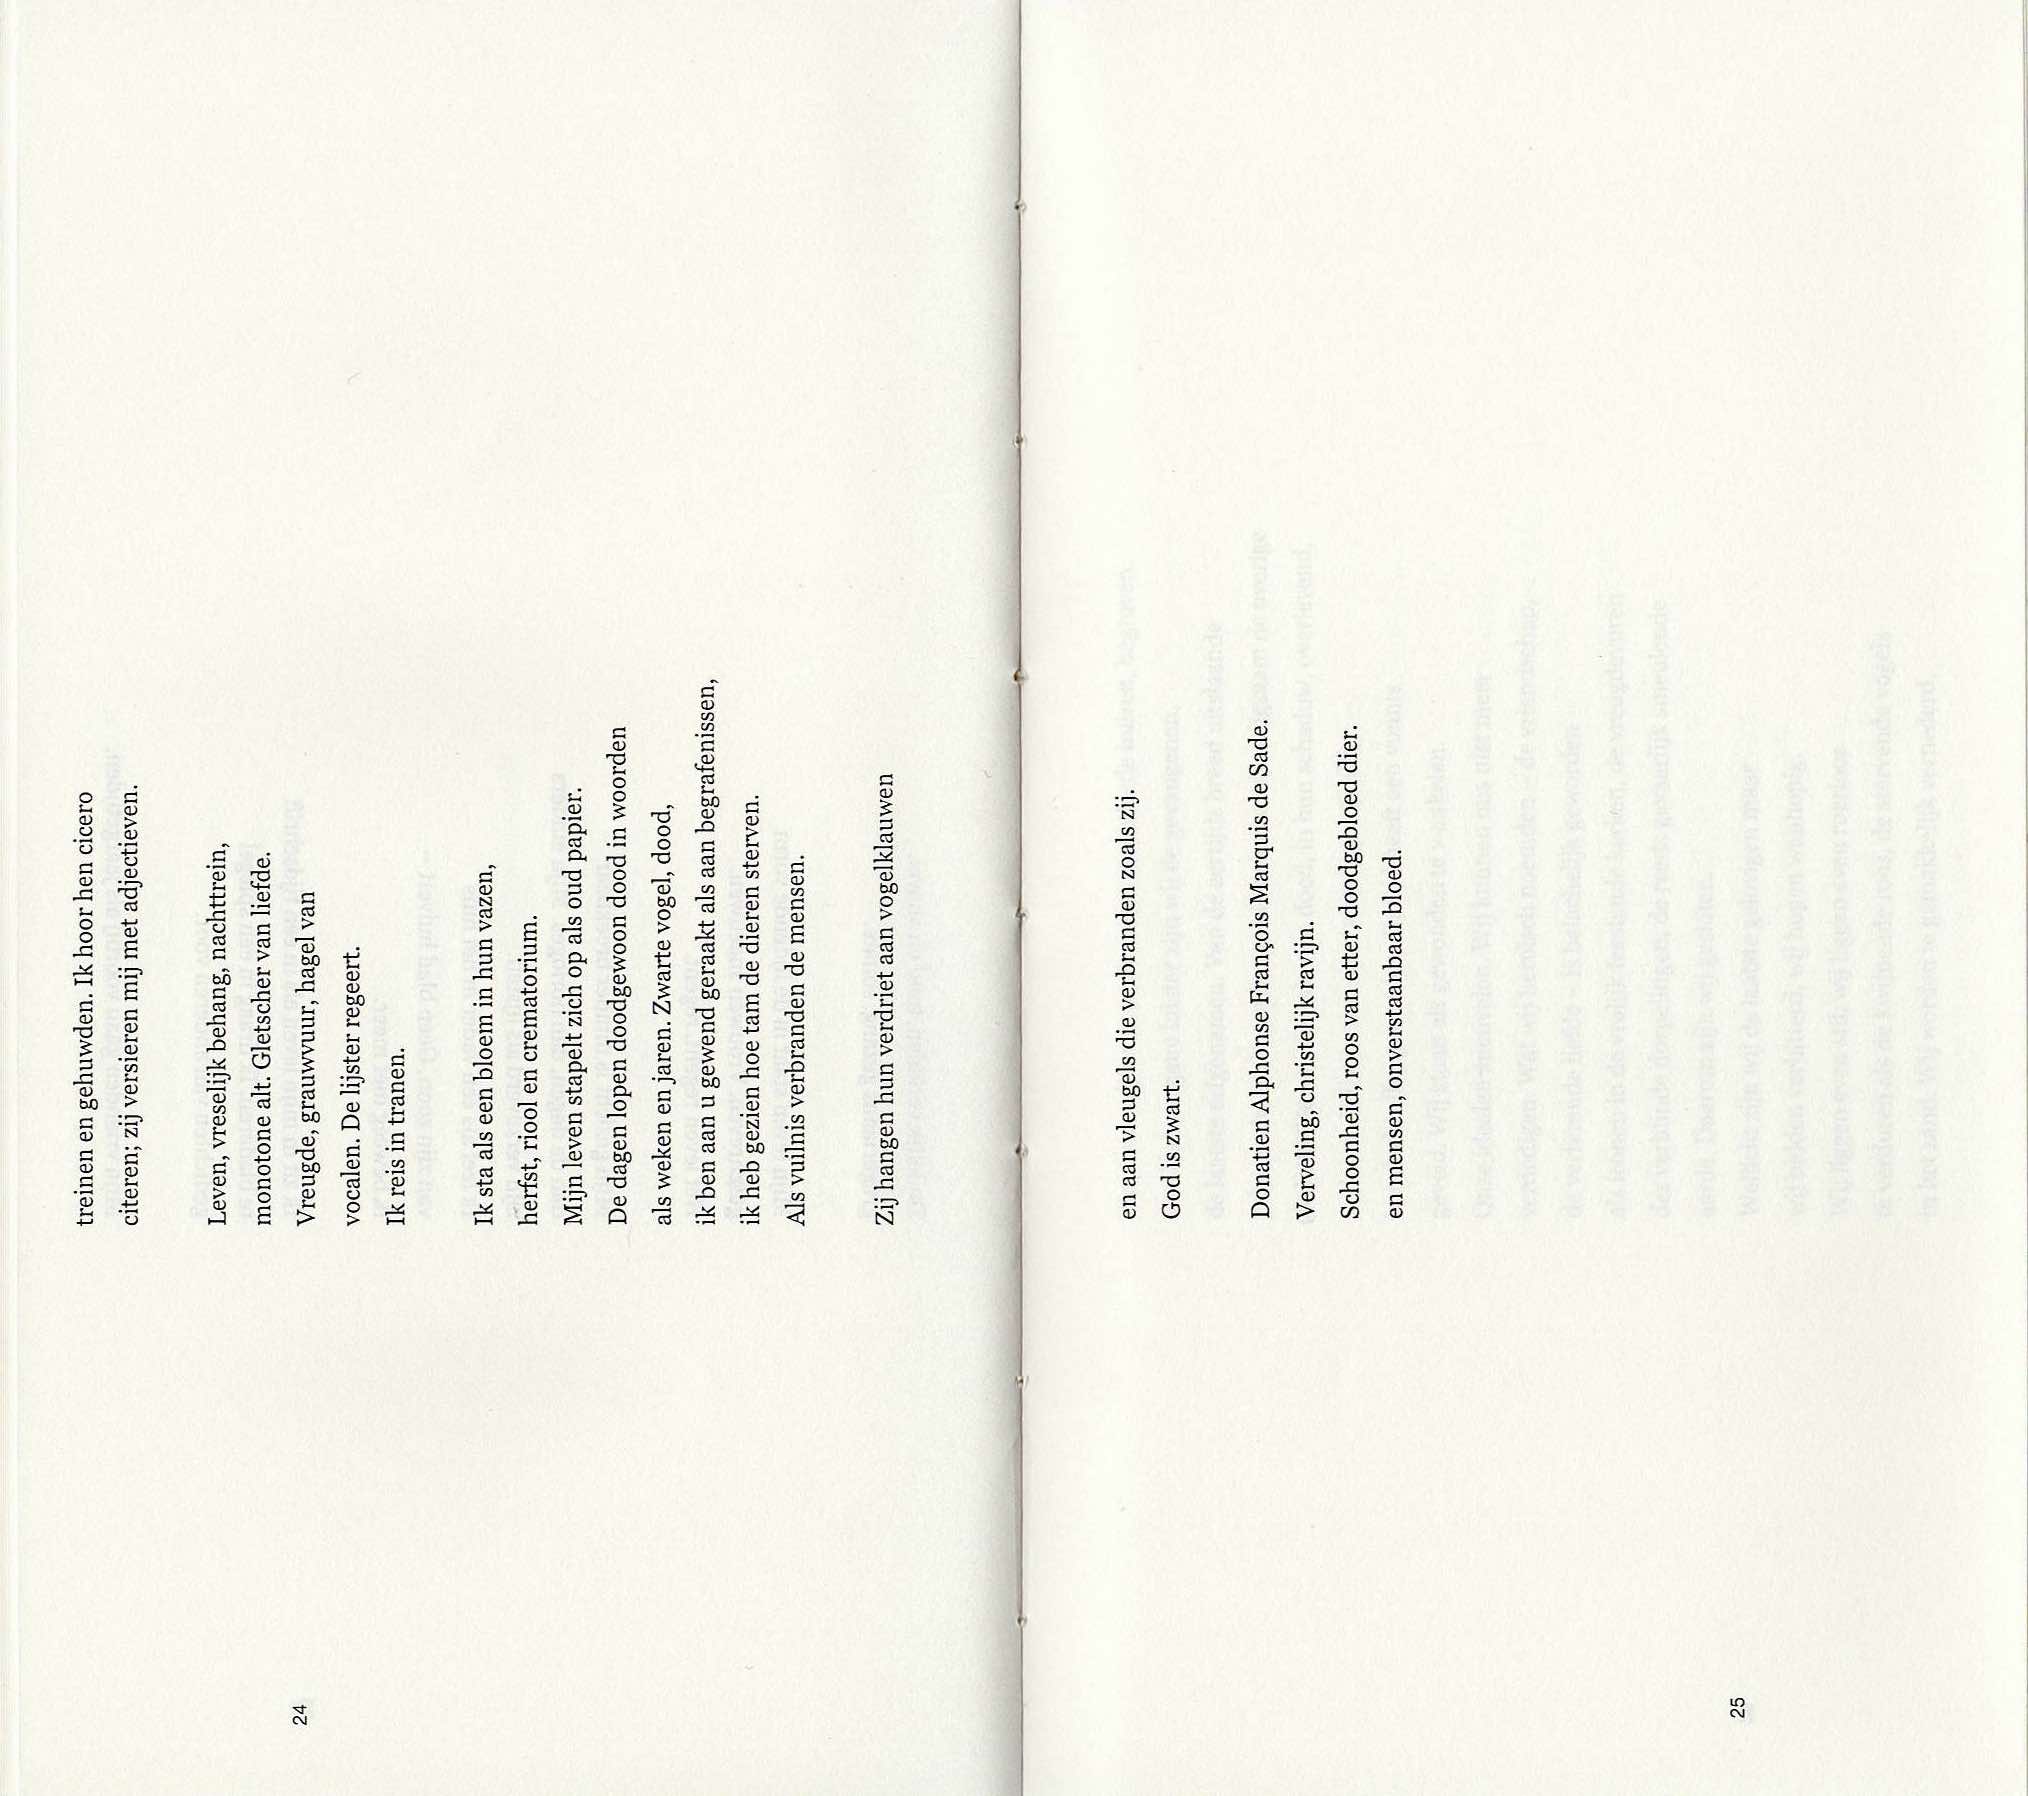 treinen en gehuwden. Ik hoor hen cicero
citeren; zij versieren mij met adjectieven.
Leven, vreselijk behang, nachttrein,
monotone alt. Gletscher van liefde.
Vreugde, grauwvuur, hagel van
vocalen. De lijster regeert.
Ik reis in tranen.
Ik sta als een bloem in hun vazen,
herfst, riool en crematorium.
Mijn leven stapelt zich op als oud papier.
De dagen lopen doodgewoon dood in woorden
als weken en jaren. Zwarte vogel, dood,
ik ben aan u gewend geraakt als aan begrafenissen,
ik heb gezien hoe tam de dieren sterven.
Als vuilnis verbranden de mensen.
Zij hangen hun verdriet aan vogelklauwen
24
en aan vleugels die verbranden zoals zij.
God is zwart.
Donatien Alphonse François Marquis de Sade.
Verveling, christelijk ravijn.
Schoonheid, roos van etter, doodgebloed dier.
en mensen, onverstaanbaar bloed.
25